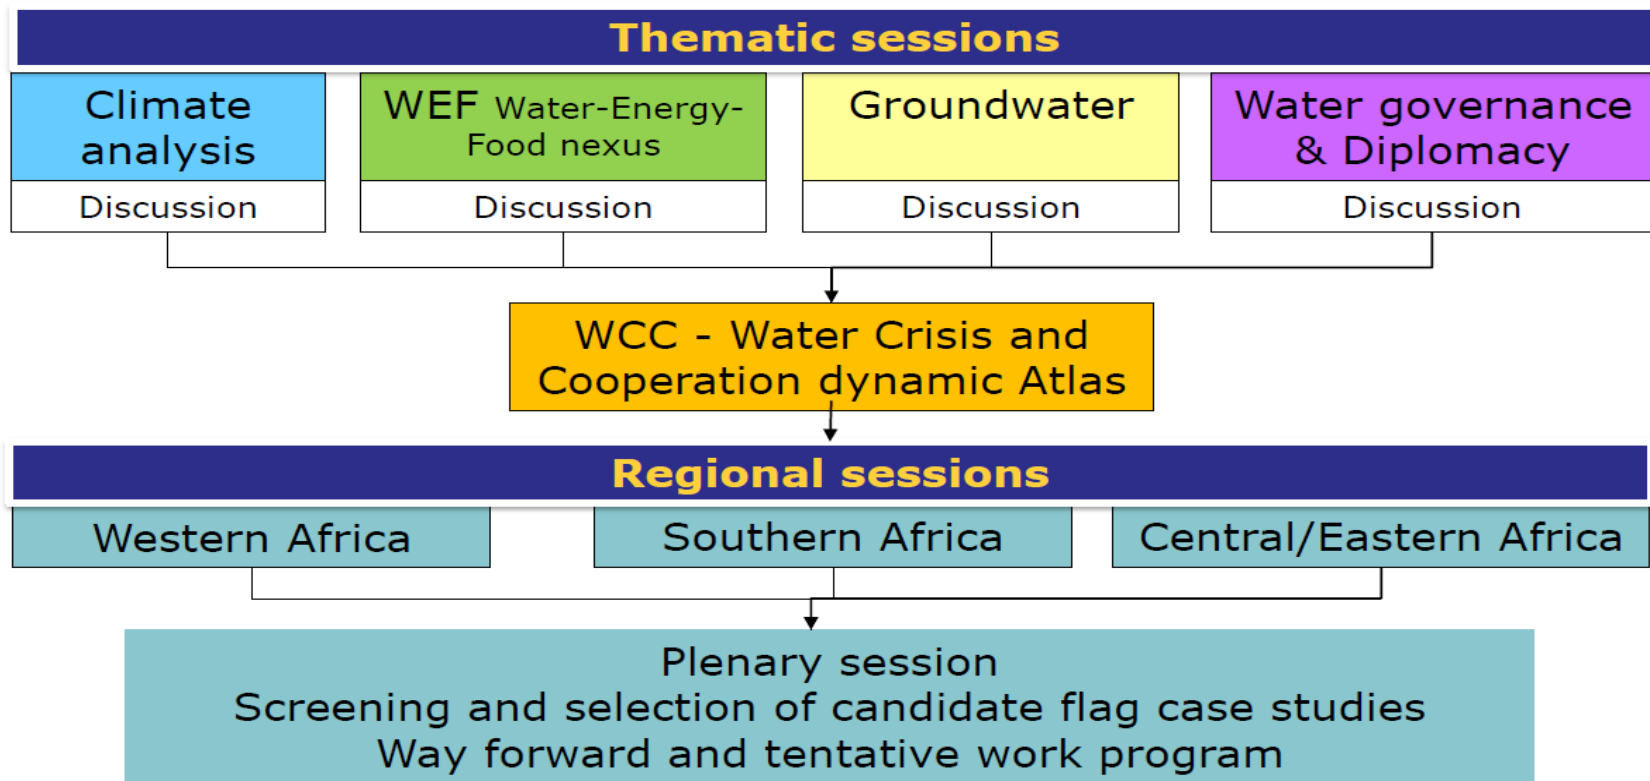 Thematic sessions
Climate
analysis
Discussion
WEF Water-Energy-
Food nexus
Discussion
Groundwater
Discussion
Water governance
& Diplomacy
Discussion
WCC - Water Crisis and
Cooperation dynamic Atlas
Regional sessions
Western Africa
Southern Africa
Central/Eastern Africa
Plenary session
Screening and selection of candidate flag case studies
Way forward and tentative work program